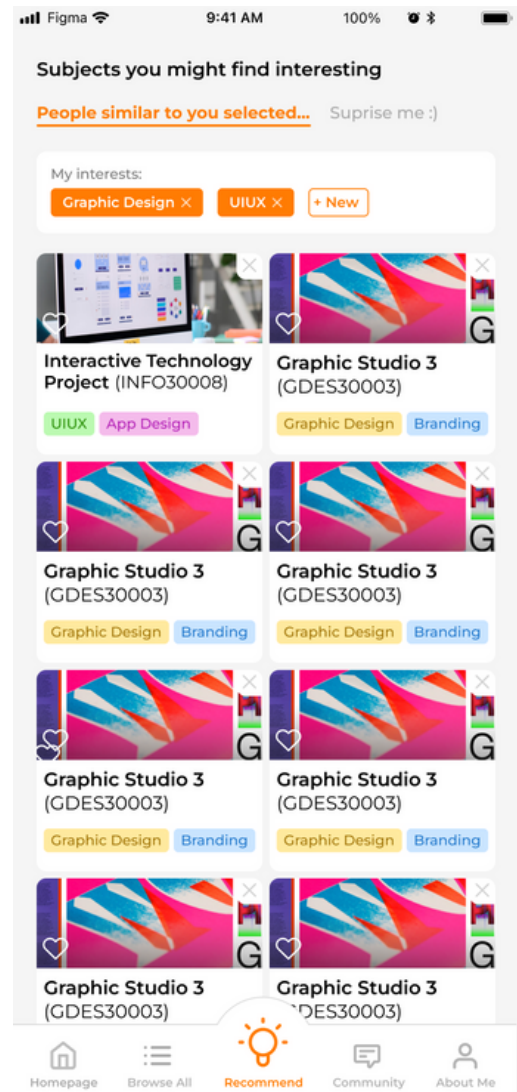 Figma 9:41 AM 100%
Subjects you might find interesting
People similar to you selected... Suprise me :)
My interests:
Graphic Design × UIUX × + New
Interactive Technology
Project (INFO30008)
UIUX App Design
M
G
Graphic Studio 3
(GDES30003)
Graphic Design Branding
M
G
Graphic Studio 3
(GDES30003)
Graphic Design Branding
M
G
Graphic Studio 3
(GDES30003)
Graphic Design Branding
M
G
Graphic Studio 3
(GDES30003)
Graphic Design Branding
M
G
Graphic Studio 3
(GDES30003)
Graphic Design Branding
M
G
Graphic Studio 3
(GDES30003)
M
G
Graphic Studio 3
(GDES30003)
Homepage Browse All Recommend Community About Me